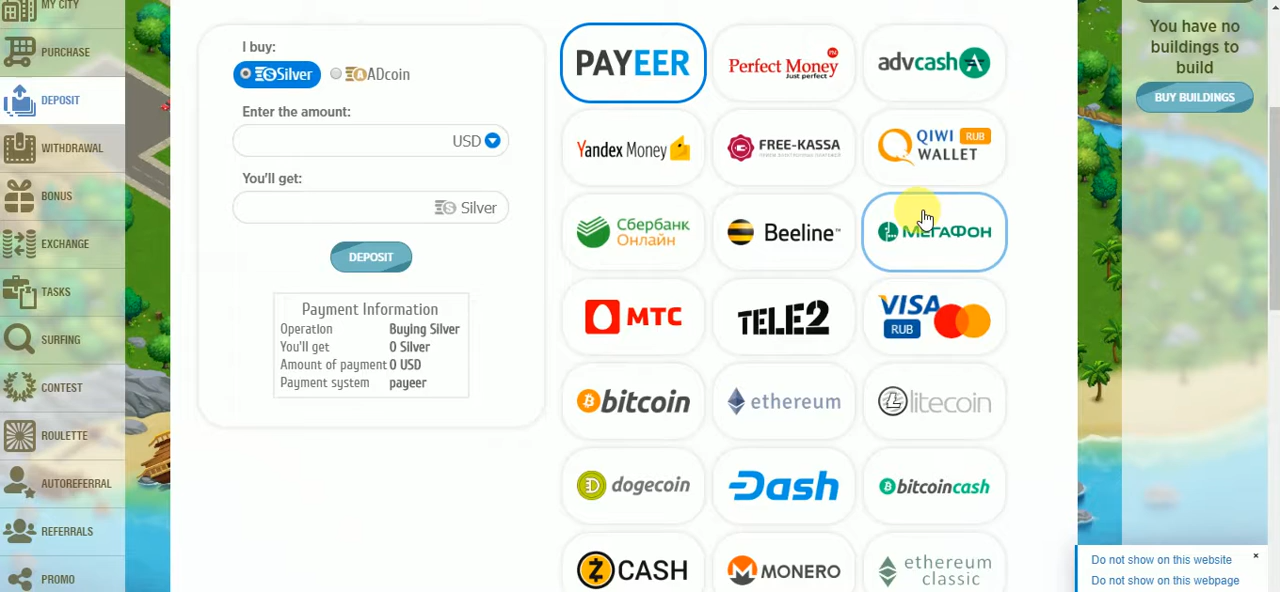 MY CITY
PURCHASE
DEPOSIT
WITHDRAWAL
BONUS
EXCHANGE
TASKS
SURFING
CONTEST
ROULETTE
AUTOREFERRAL
REFERRALS
PROMO
I buy:
Silver ADcoin
Enter the amount:
USD
You'll get:
Silver
DEPOSIT
Payment Information
Operation Buying Silver
You'll get 0 Silver
Amount of payment 0 USD
Payment system payeer
PAYEER
PM
Perfect Money
Just perfect
advcash
Yandex Money
FREE-KASSA
QIWI RUB
WALLET
Сбербанк
Онлайн
Beeline™
МЕГАФОН
МТС
TELE2
VISA
RUB
bitcoin
ethereum
litecoin
dogecoin
Dash
bitcoincash
ZCASH
MONERO
ethereum
classic
You have no
buildings to
build
BUY BUILDINGS
Do not show on this website
Do not show on this webpage